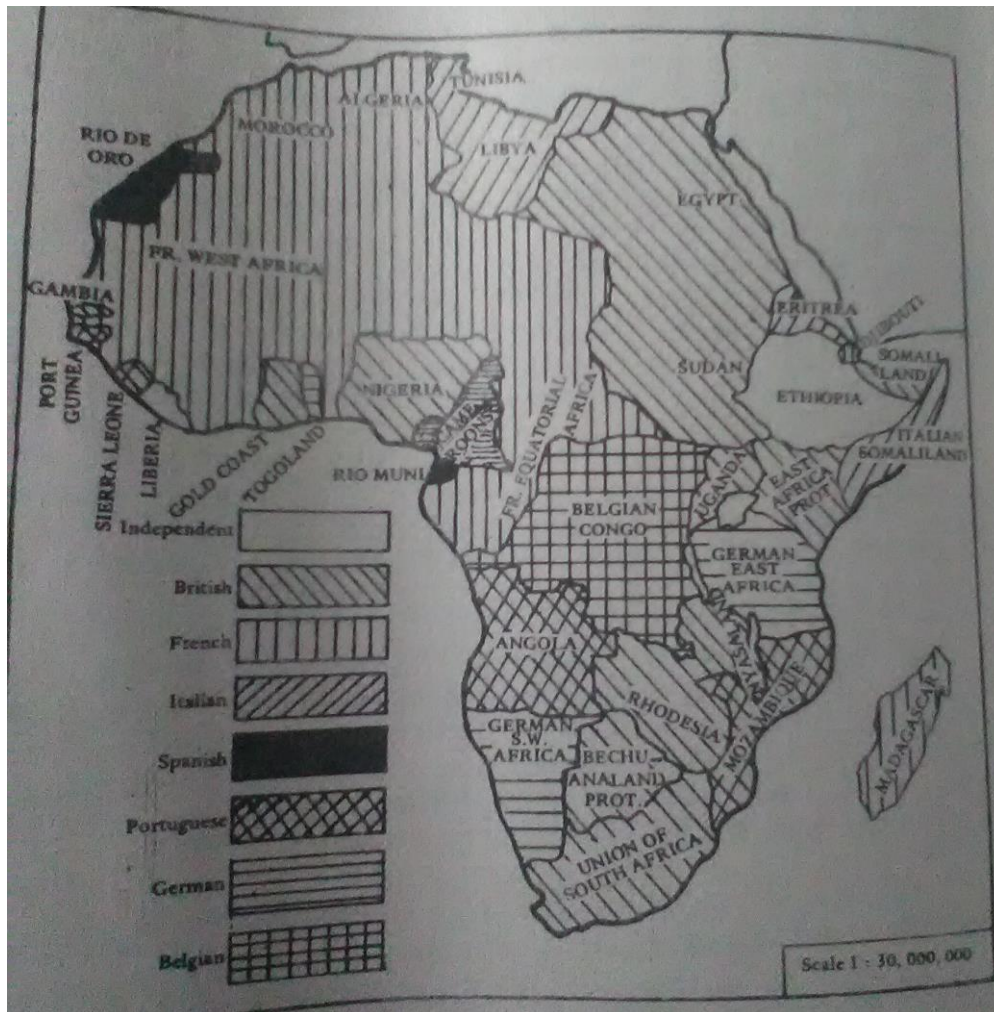 TUNISIA
ALGERIA
MOROCCO
LIBYA
RIO DE
ORO
EGYPT
FR. WEST AFRICA
GAMBIA
ERITREA
DJIBOUTI
PORT
GUINEA
SIERRA LEONE
LIBERIA
GOLD COAST
TOGOLAND
NIGERIA
CAME
ROONS
RIO MUNI
FR. EQUATORIAL
AFRICA
SUDAN
SOMALI
LAND
ETHIOPIA
ITALIAN
SOMALILAND
UGANDA
EAST
AFRICA
PROT.
BELGIAN
CONGO
GERMAN
EAST
AFRICA
ANGOLA
NYASALAND
RHODESIA
MOZAMBIQUE
MADAGASCAR
GERMAN
S.W.
AFRICA
BECHU
ANALAND
PROT.
UNION OF
SOUTH AFRICA
Independent
British
French
Italian
Spanish
Portuguese
German
Belgian
Scale 1 : 30, 000, 000